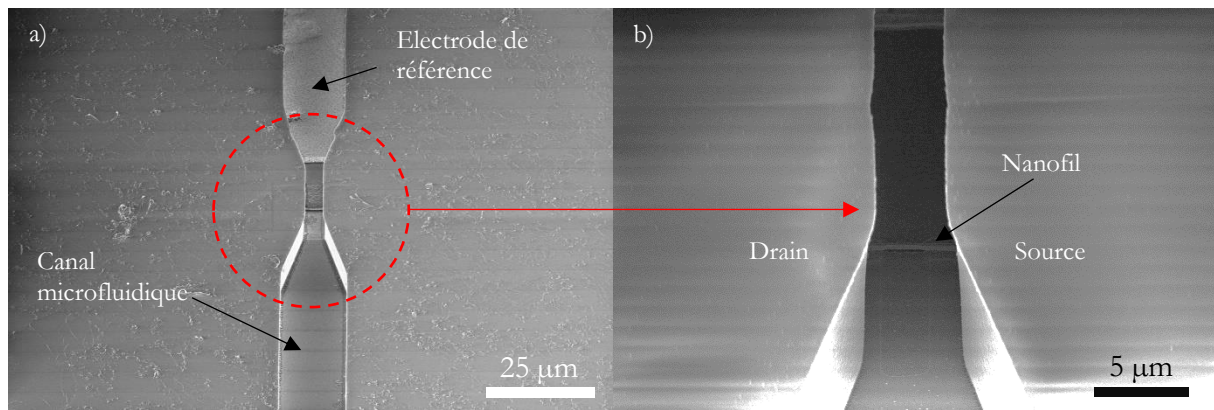 a)
Electrode de
référence
Canal
microfluidique
25 μm
b)
Nanofil
Drain
Source
5 μm